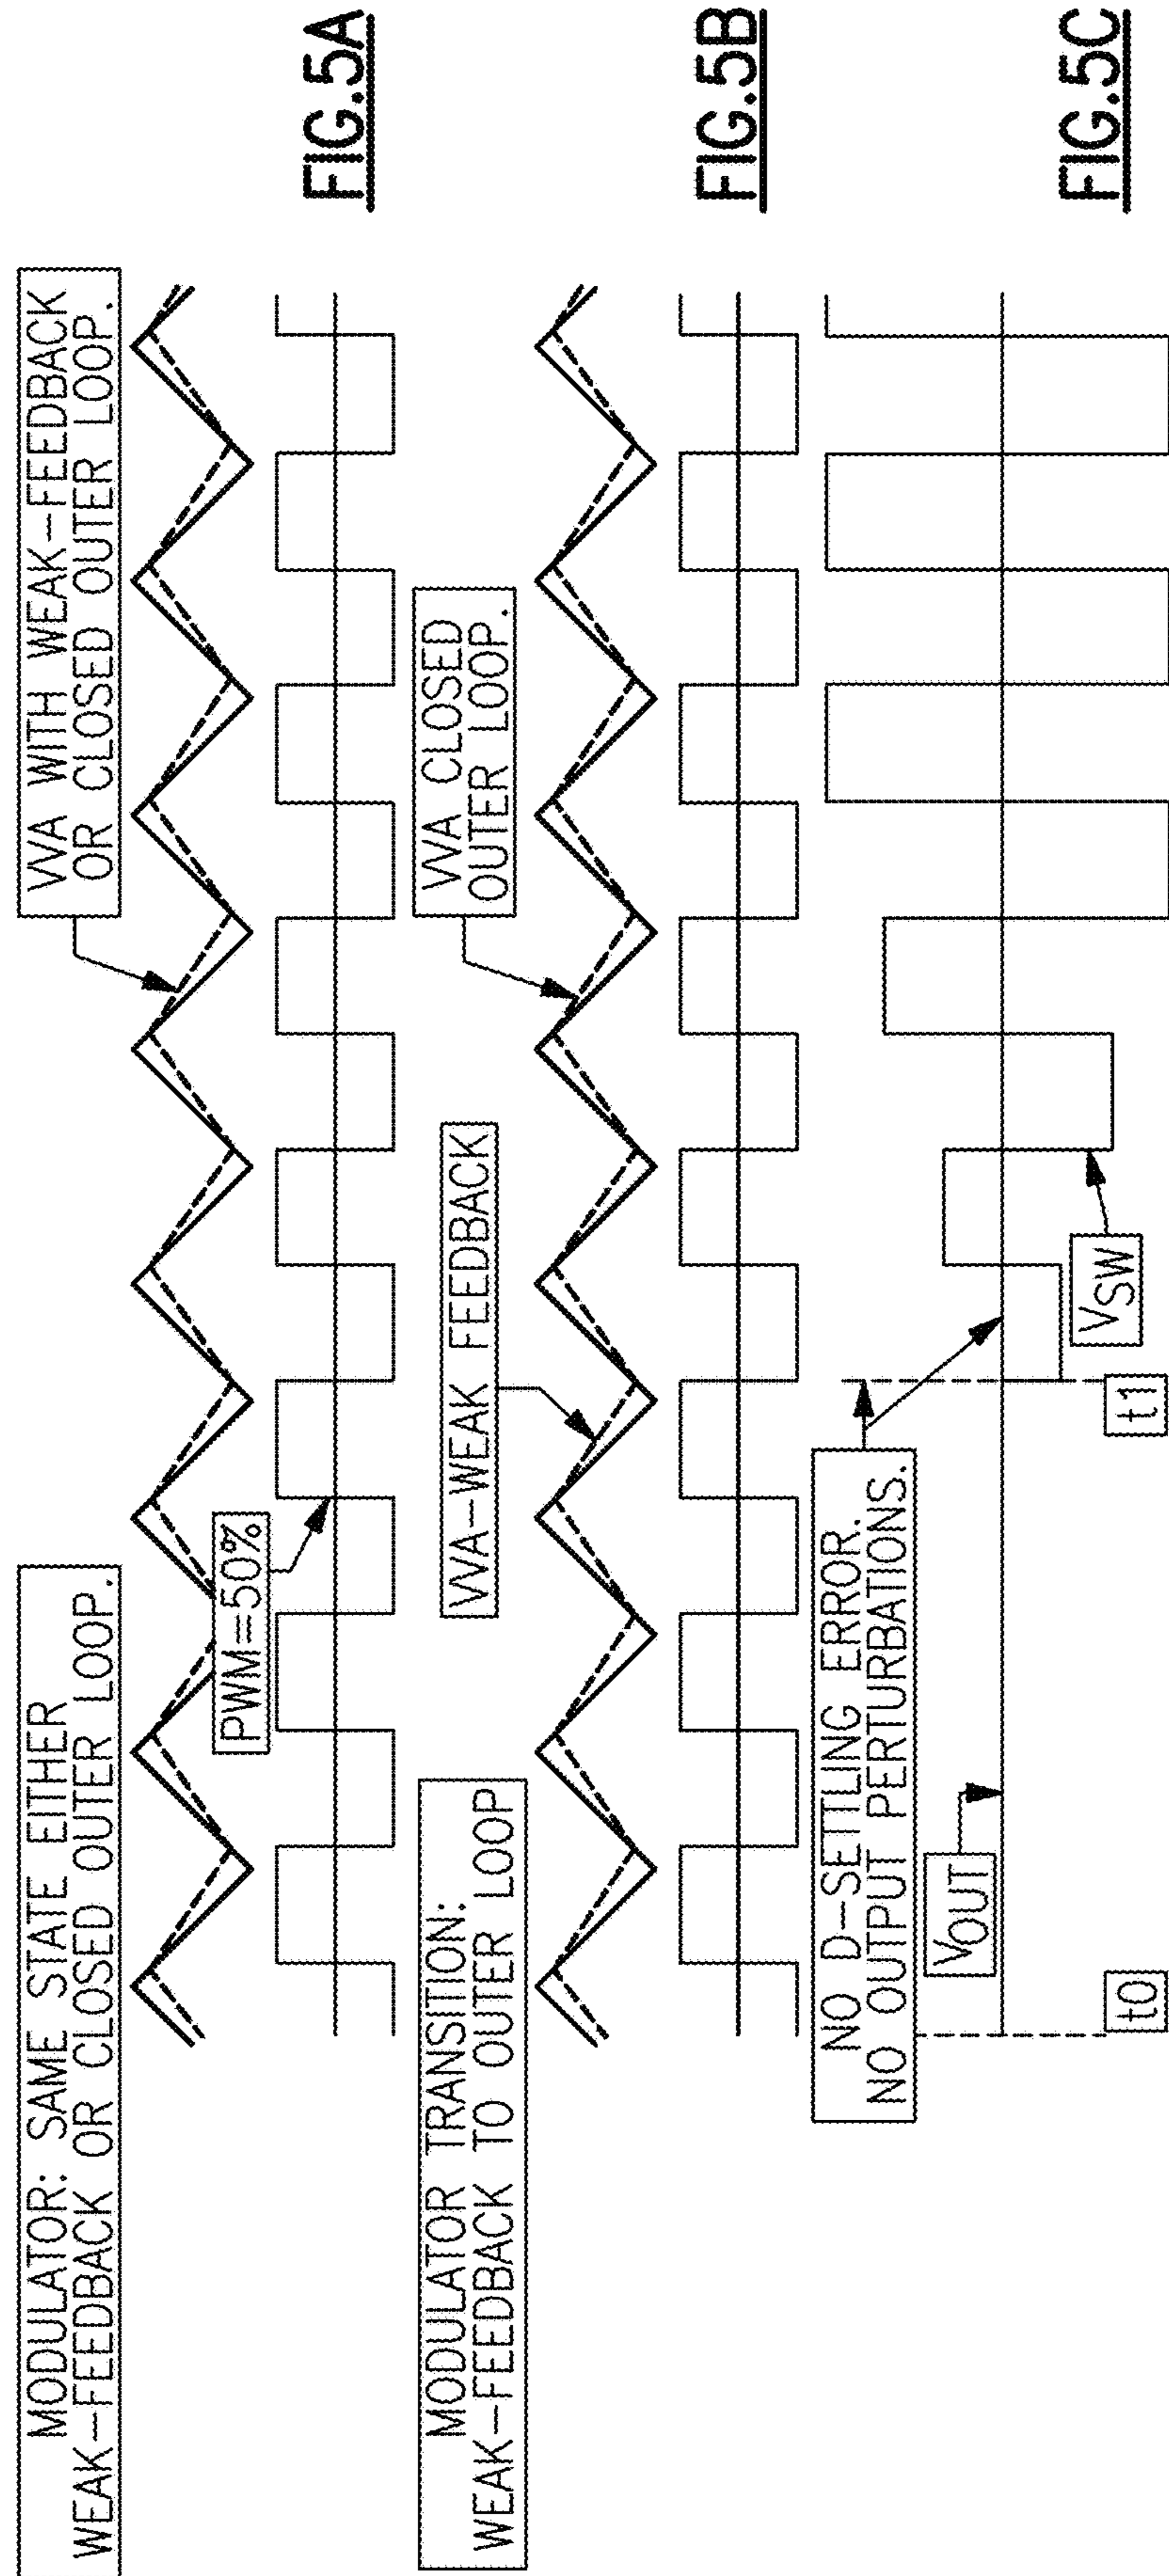 MODULATOR: SAME STATE EITHER
WEAK-FEEDBACK OR CLOSED OUTER LOOP.
VVA WITH WEAK-FEEDBACK
OR CLOSED OUTER LOOP.
PWM=50%
FIG.5A
MODULATOR TRANSITION:
WEAK-FEEDBACK TO OUTER LOOP
VVA-WEAK FEEDBACK
VVA CLOSED
OUTER LOOP.
FIG.5B
NO D-SETTLING ERROR.
NO OUTPUT PERTURBATIONS.
VOUT
VSW
t0
t1
FIG.5C